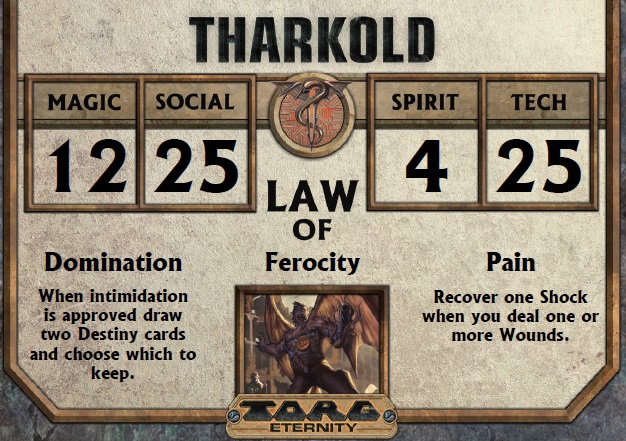 THARKOLD
MAGIC SOCIAL SPIRIT TECH
12 25 4 25
LAW
OF
Domination Ferocity Pain
When intimidation
is approved draw
two Destiny cards
and choose which to
keep.
Recover one Shock
when you deal one or
more Wounds.
TORG
ETERNITY